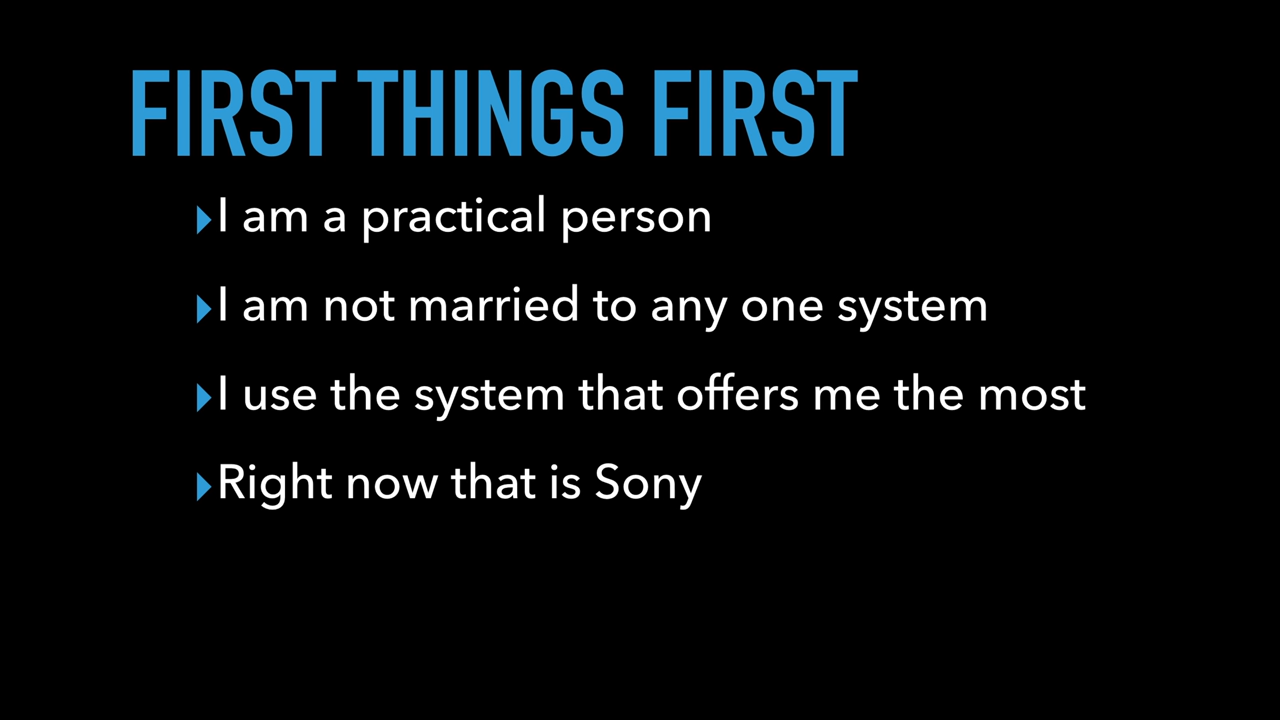 FIRST THINGS FIRST
▸I am a practical person
▸I am not married to any one system
▸I use the system that offers me the most
▸Right now that is Sony